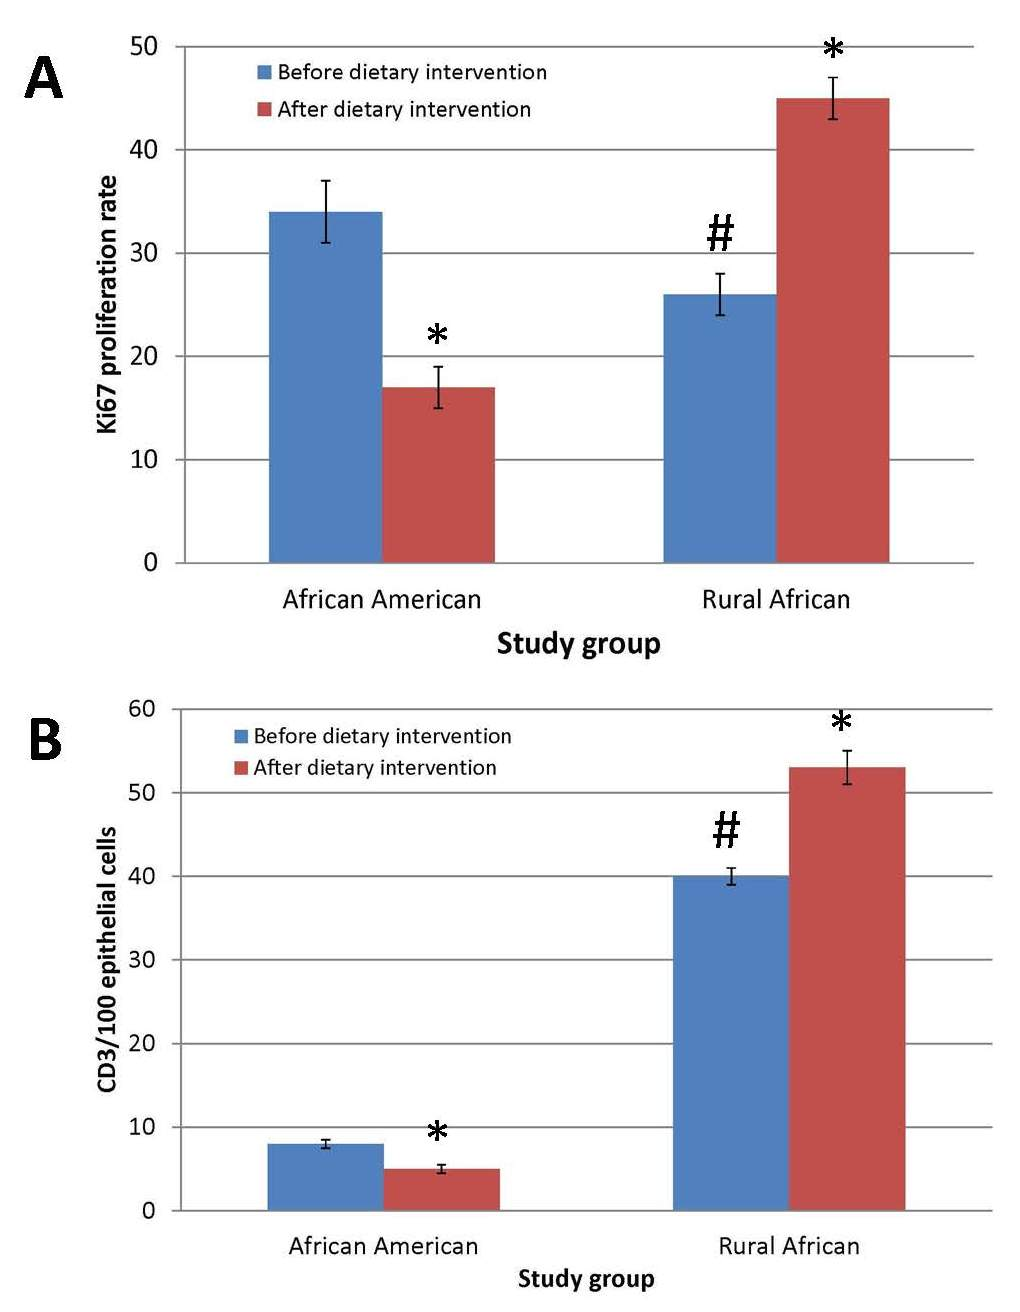 A
50
40
30
20
10
0
Ki67 proliferation rate
Before dietary intervention
After dietary intervention
*
#
*
African American
Rural African
Study group
B
60
50
40
30
20
10
0
CD3/100 epithelial cells
Before dietary intervention
After dietary intervention
*
#
*
African American
Rural African
Study group